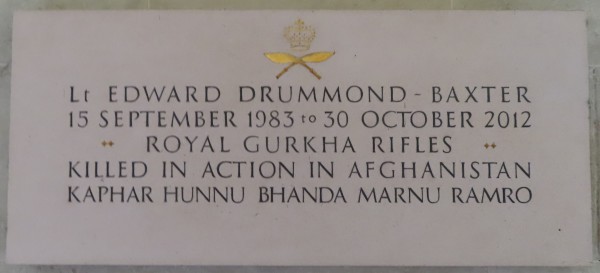 Lt EDWARD DRUMMOND - BAXTER
15 SEPTEMBER 1983 to 30 OCTOBER 2012
ROYAL GURKHA RIFLES
KILLED IN ACTION IN AFGHANISTAN
KAPHAR HUNNU BHANDA MARNU RAMRO